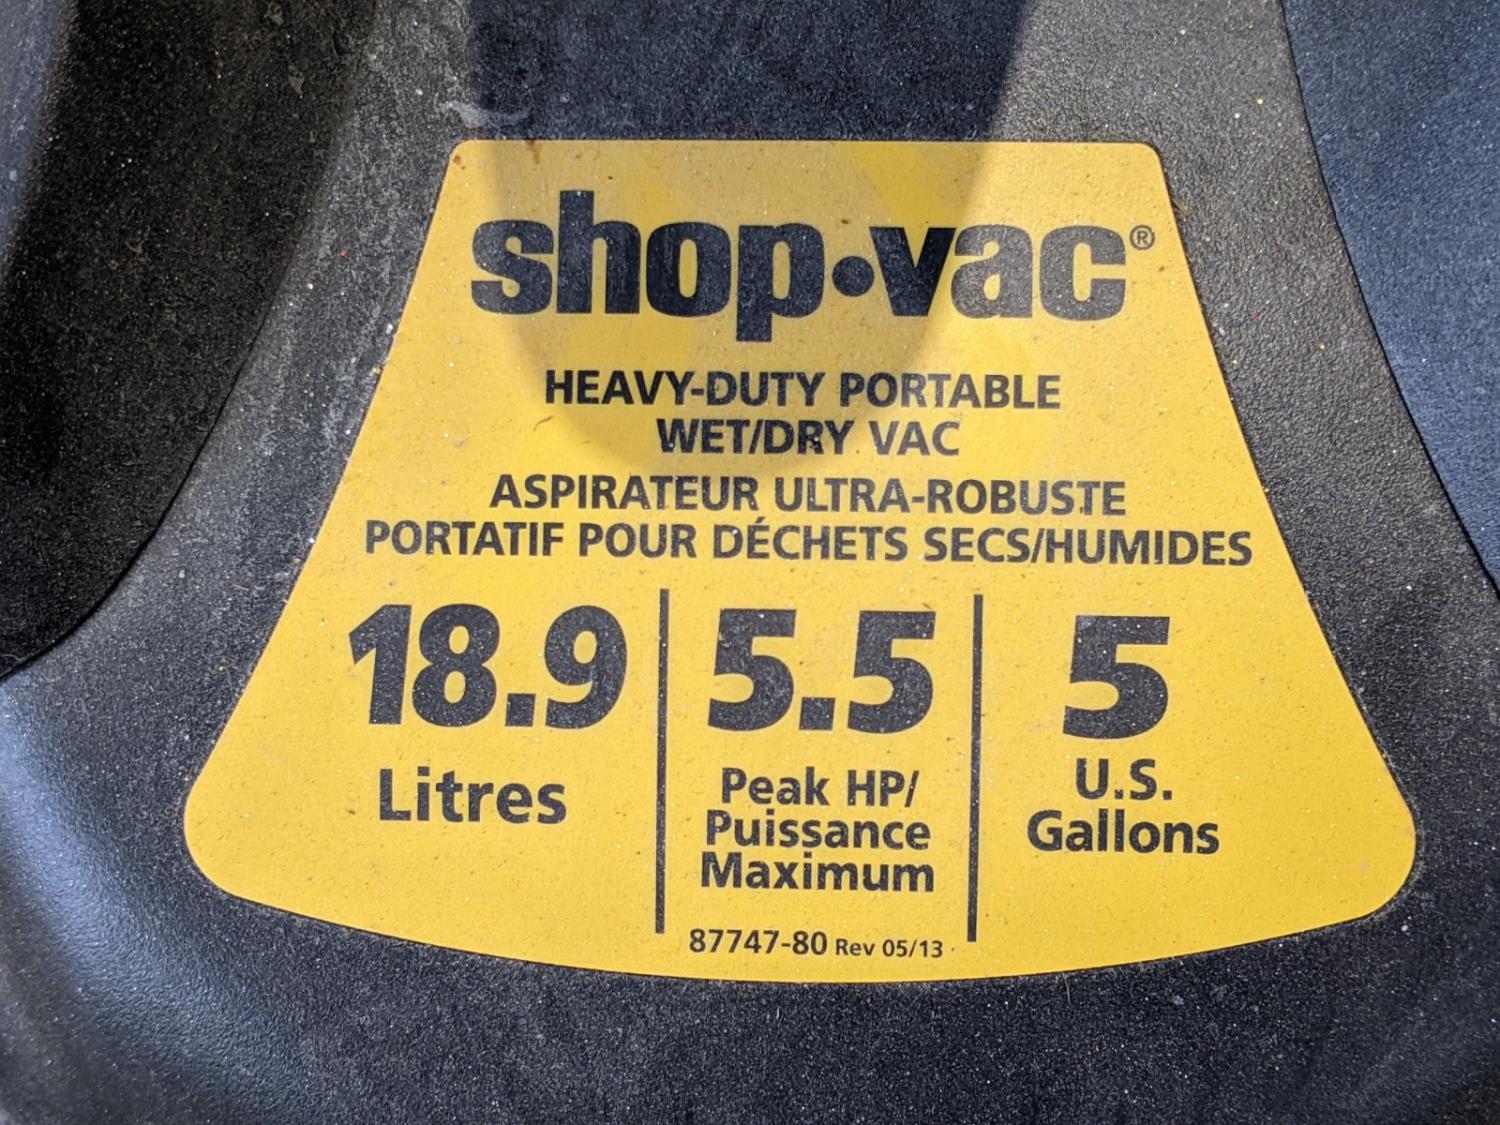 shop·vac®
HEAVY-DUTY PORTABLE
WET/DRY VAC
ASPIRATEUR ULTRA-ROBUSTE
PORTATIF POUR DÉCHETS SECS/HUMIDES
18.9
Litres
5.5
Peak HP/
Puissance
Maximum
5
U.S.
Gallons
87747-80 Rev 05/13